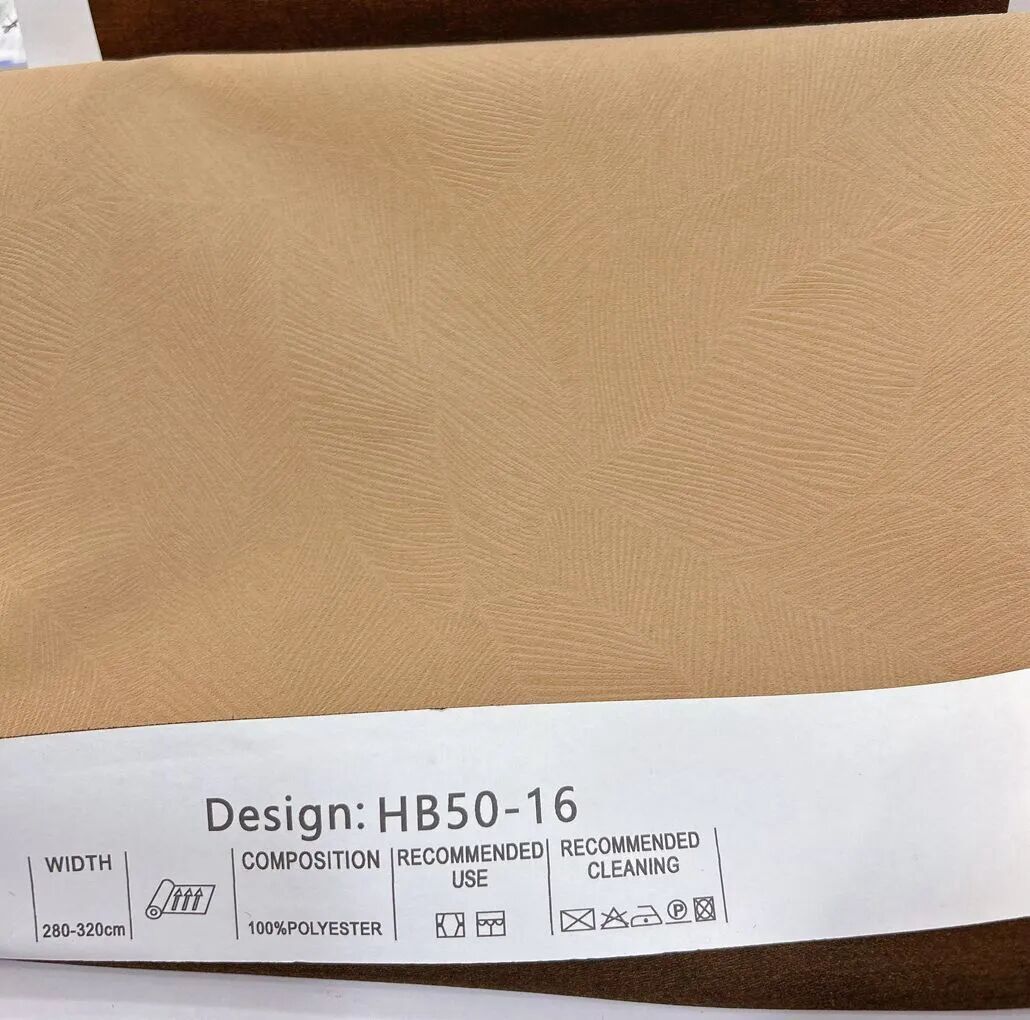 Design: HB50-16
WIDTH
280-320cm
COMPOSITION
100%POLYESTER
RECOMMENDED
USE
RECOMMENDED
CLEANING
P